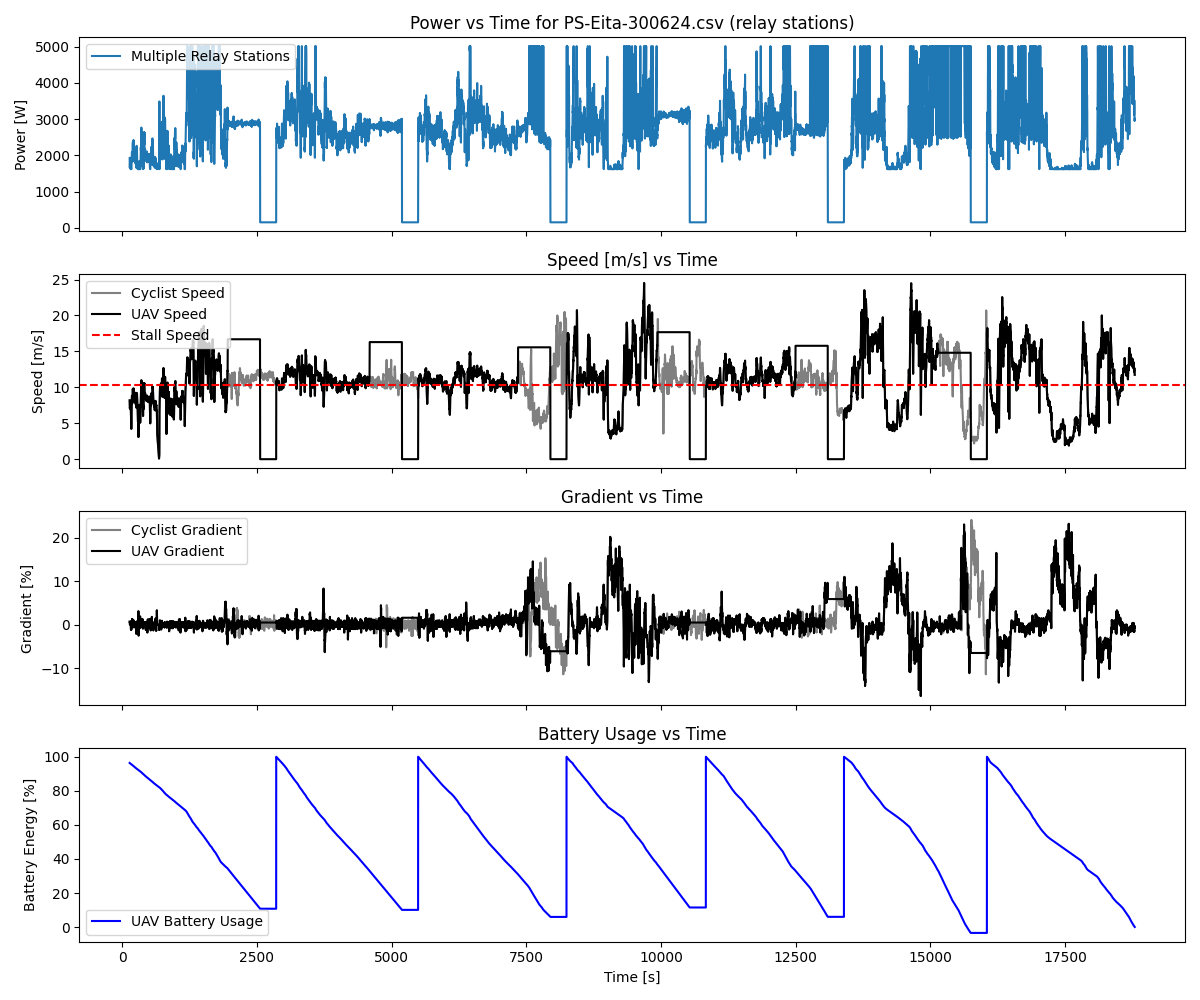 Power vs Time for PS-Eita-300624.csv (relay stations)
5000
4000
3000
2000
1000
0
Power [W]
Multiple Relay Stations
Speed [m/s] vs Time
25
20
15
10
5
0
Speed [m/s]
Cyclist Speed
UAV Speed
Stall Speed
Gradient vs Time
20
10
0
−10
Gradient [%]
Cyclist Gradient
UAV Gradient
Battery Usage vs Time
100
80
60
40
20
0
Battery Energy [%]
UAV Battery Usage
0 2500 5000 7500 10000 12500 15000 17500
Time [s]